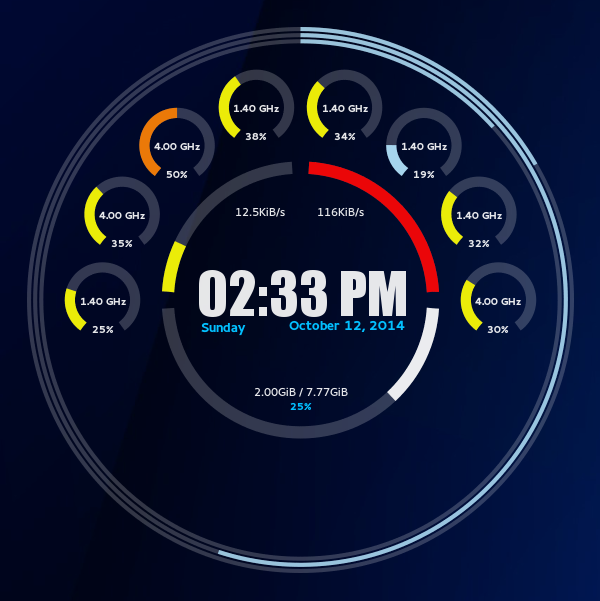 1.40 GHz
38%
1.40 GHz
34%
4.00 GHz
50%
1.40 GHz
19%
4.00 GHz
35%
1.40 GHz
32%
12.5KiB/s
116KiB/s
1.40 GHz
25%
4.00 GHz
30%
02:33 PM
Sunday
October 12, 2014
2.00GiB / 7.77GiB
25%